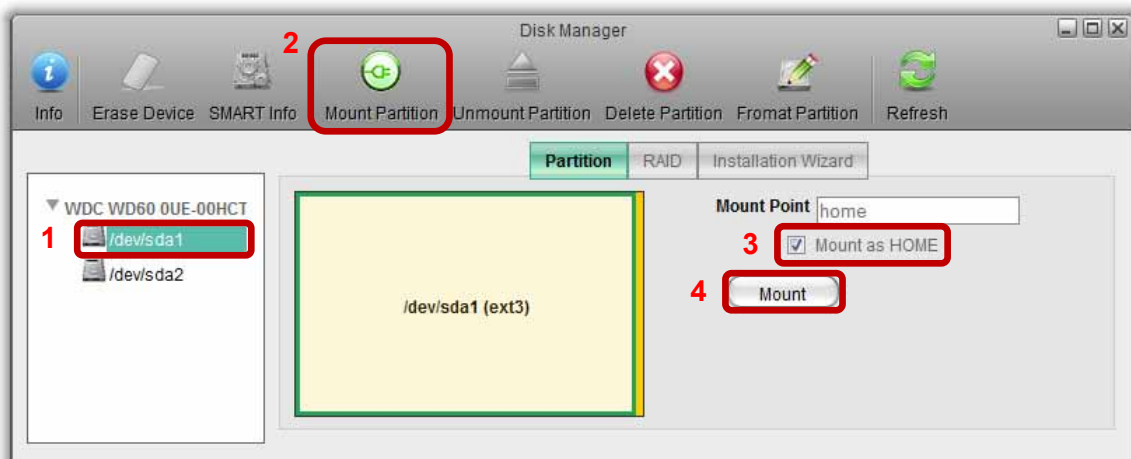 Disk Manager
2
Info
Erase Device
SMART Info
Mount Partition
Unmount Partition
Delete Partition
Fromat Partition
Refresh
Partition
RAID
Installation Wizard
WDC WD60 0UE-00HCT
1
/dev/sda1
/dev/sda2
/dev/sda1 (ext3)
Mount Point
home
3
Mount as HOME
4
Mount